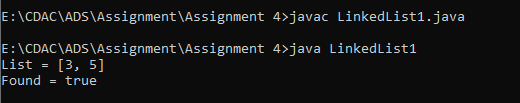 E:\CDAC\ADS\Assignment\Assignment 4>javac LinkedList1.java
E:\CDAC\ADS\Assignment\Assignment 4>java LinkedList1
List = [3, 5]
Found = true